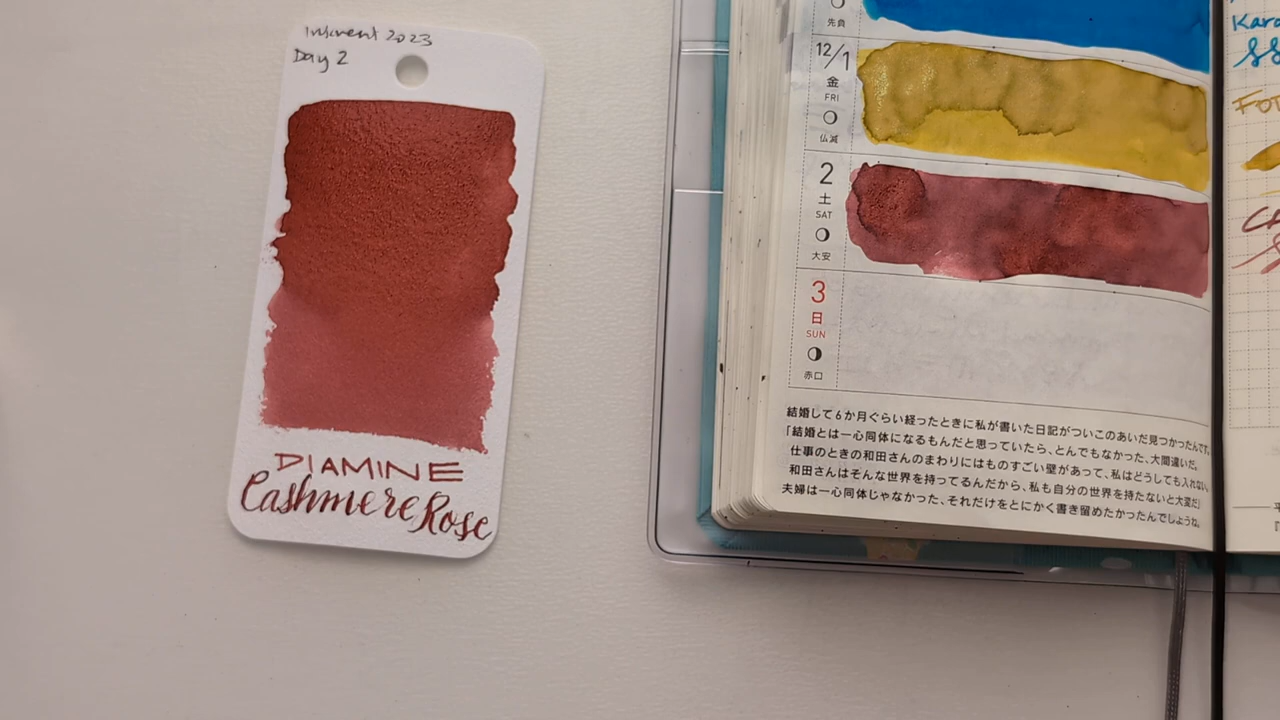 Inkvent 2023
Day 2
DIAMINE
Cashmere Rose
先負
12/1
金
FRI
仏滅
2
土
SAT
大安
3
日
SUN
赤口
結婚して6か月ぐらい経ったときに私が書いた日記がついこのあいだ見つかったんです。
「結婚とは一心同体になるもんだと思っていたら、とんでもなかった、大間違いだ。
仕事のときの和田さんのまわりにはものすごい壁があって、私はどうしても入れない。
和田さんはそんな世界を持ってるんだから、私も自分の世界を持たないと大変だ」
夫婦は一心同体じゃなかった、それだけをとにかく書き留めたかったんでしょうね。
Kara
For